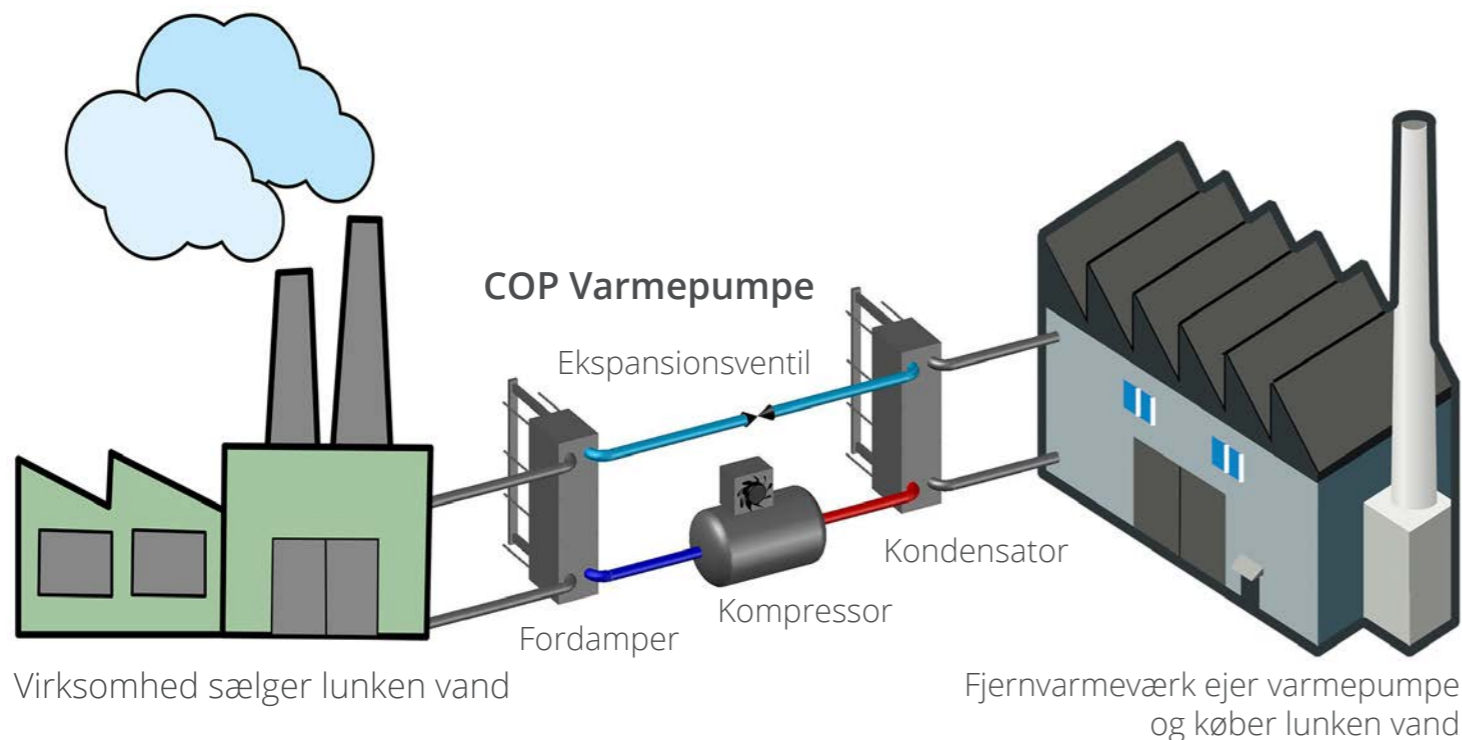 COP Varmepumpe
Ekspansionsventil
Kondensator
Kompressor
Fordamper
Virksomhed sælger lunken vand
Fjernvarmeværk ejer varmepumpe
og køber lunken vand